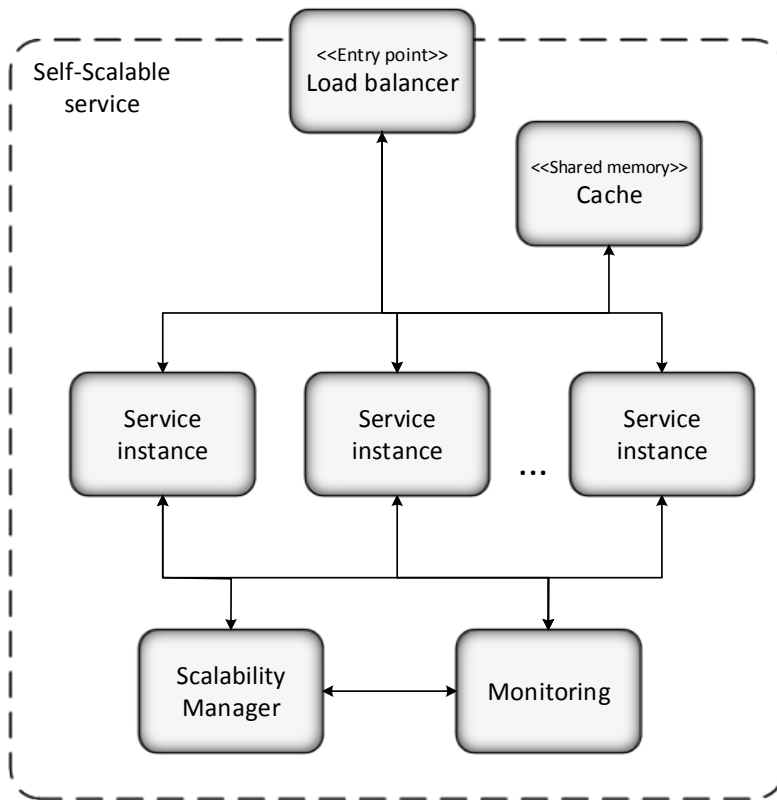 <<Entry point>>
Load balancer
Self-Scalable
service
<<Shared memory>>
Cache
Service
instance
Service
instance
...
Service
instance
Scalability
Manager
Monitoring